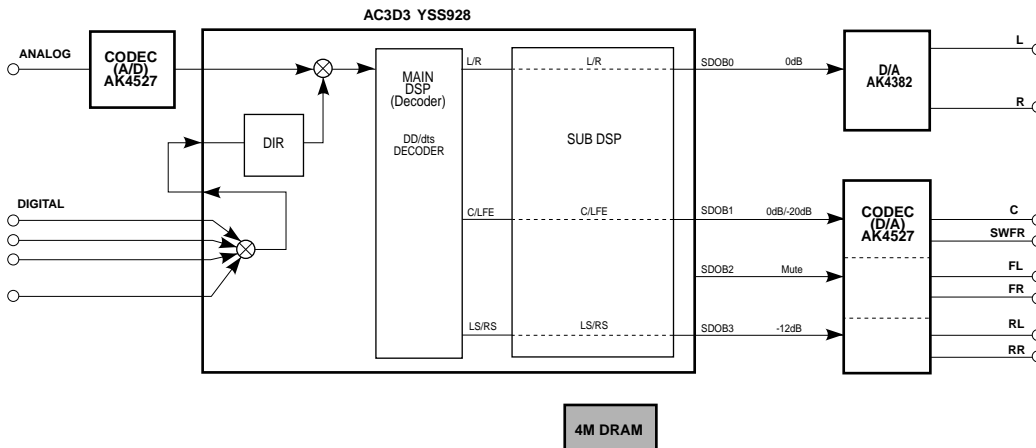 AC3D3 YSS928
ANALOG
CODEC
(A/D)
AK4527
MAIN
DSP
(Decoder)
DD/dts
DECODER
L/R
L/R
SDOB0
0dB
D/A
AK4382
L
R
DIR
SUB DSP
DIGITAL
C/LFE
C/LFE
SDOB1
0dB/-20dB
CODEC
(D/A)
AK4527
C
SWFR
SDOB2
Mute
FL
FR
LS/RS
LS/RS
SDOB3
-12dB
RL
RR
4M DRAM